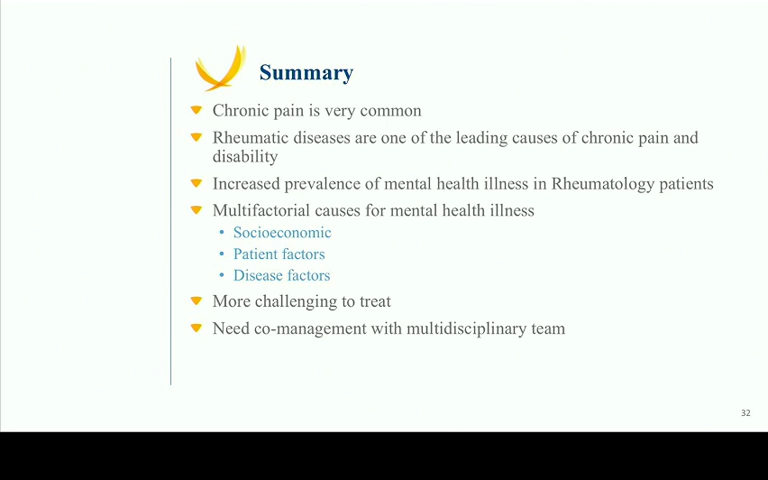 Summary
Chronic pain is very common
Rheumatic diseases are one of the leading causes of chronic pain and
disability
Increased prevalence of mental health illness in Rheumatology patients
Multifactorial causes for mental health illness
• Socioeconomic
• Patient factors
• Disease factors
More challenging to treat
Need co-management with multidisciplinary team
32